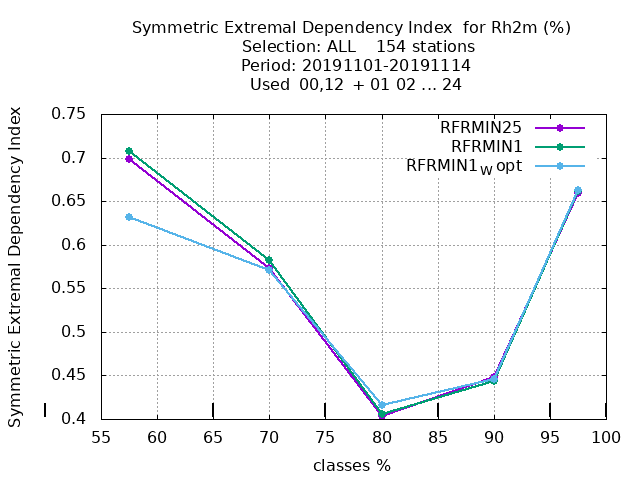 Symmetric Extremal Dependency Index for Rh2m (%)
Selection: ALL 154 stations
Period: 20191101-20191114
Used 00,12 + 01 02 ... 24
Symmetric Extremal Dependency Index
0.75
0.7
0.65
0.6
0.55
0.5
0.45
0.4
RFRMIN25
RFRMIN1
RFRMIN1W opt
55 60 65 70 75 80 85 90 95 100
classes %